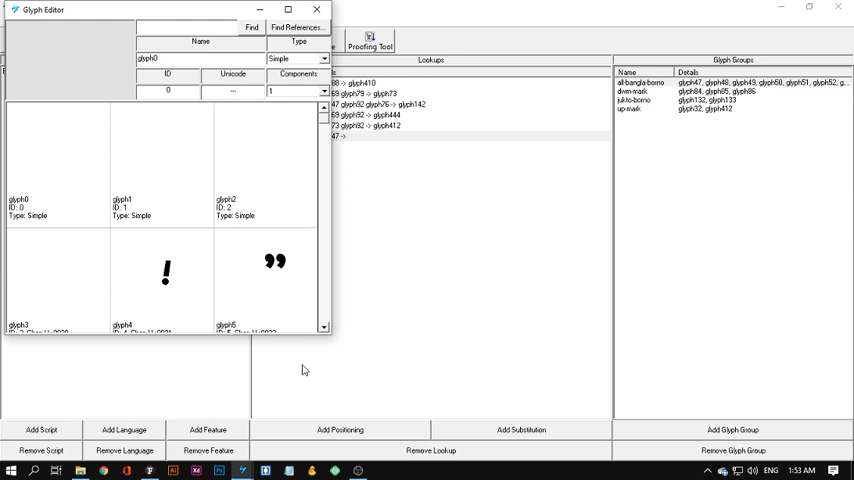 Glyph Editor
Find
Find References...
Name
Type
glyph0
Simple
ID
Unicode
Components
0
---
1
glyph0
ID: 0
Type: Simple
glyph1
ID: 1
Type: Simple
glyph2
ID: 2
Type: Simple
!
”
glyph3
glyph4
glyph5
Proofing Tool
Lookups
88 -> glyph410
69 glyph79 -> glyph73
47 glyph92 glyph76 -> glyph142
69 glyph92 -> glyph444
73 glyph92 -> glyph412
47 ->
Glyph Groups
Name Details
all-bangla-borno glyph47, glyph48, glyph49, glyph50, glyph51, glyph52, g...
dwm-mark glyph84, glyph85, glyph86
jukto-borno glyph132, glyph133
up-mark glyph32, glyph412
Add Script
Add Language
Add Feature
Add Positioning
Add Substitution
Add Glyph Group
Remove Script
Remove Language
Remove Feature
Remove Lookup
Remove Glyph Group
ENG
1:53 AM